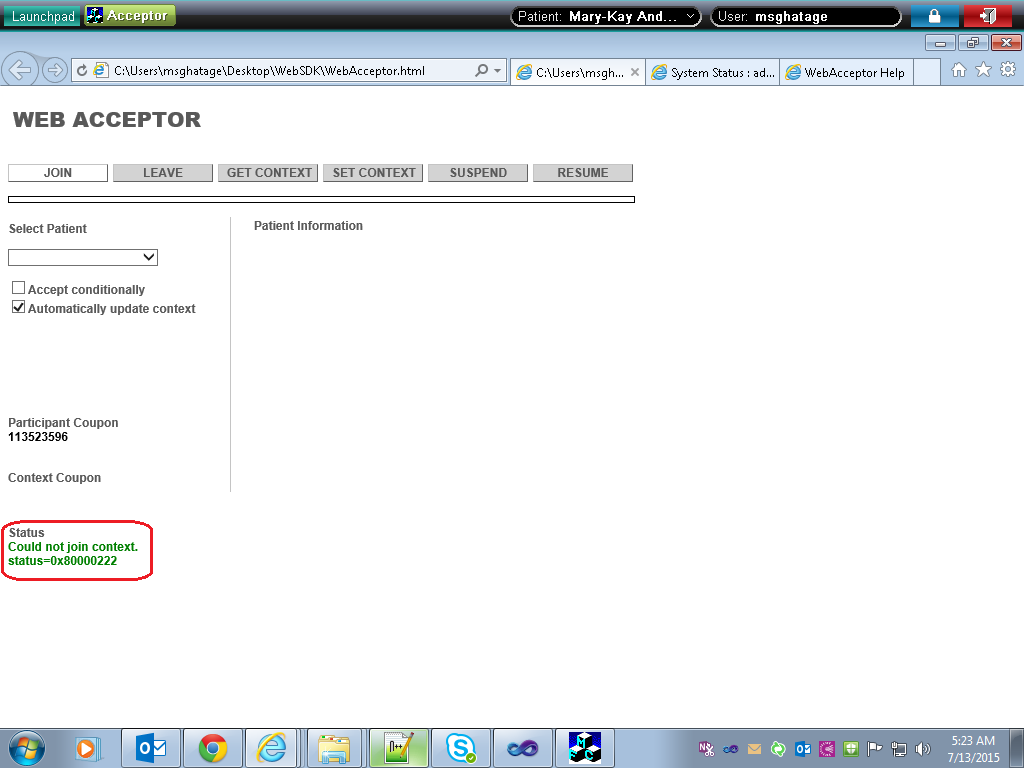 Launchpad Acceptor Patient: Mary-Kay And... User: msghatage
C:\Users\msghatage\Desktop\WebSDK\WebAcceptor.html C:\Users\msgh... System Status : ad... WebAcceptor Help
WEB ACCEPTOR
JOIN LEAVE GET CONTEXT SET CONTEXT SUSPEND RESUME
Select Patient
Patient Information
Accept conditionally
Automatically update context
Participant Coupon
113523596
Context Coupon
Status
Could not join context.
status=0x80000222
5:23 AM
7/13/2015